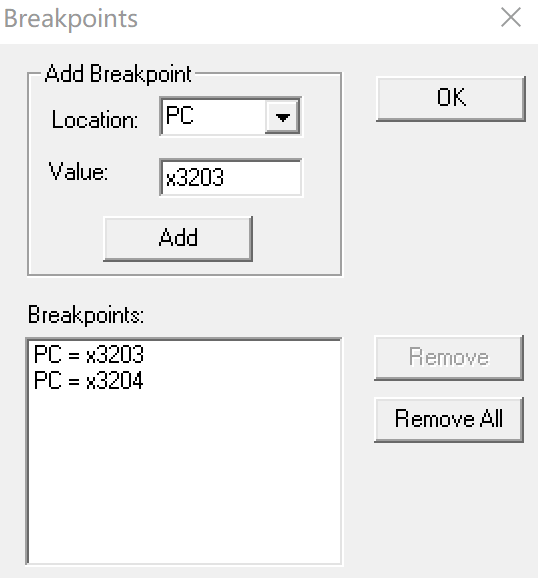 Breakpoints
Add Breakpoint
Location: PC
OK
Value: x3203
Add
Breakpoints:
PC = x3203
PC = x3204
Remove
Remove All